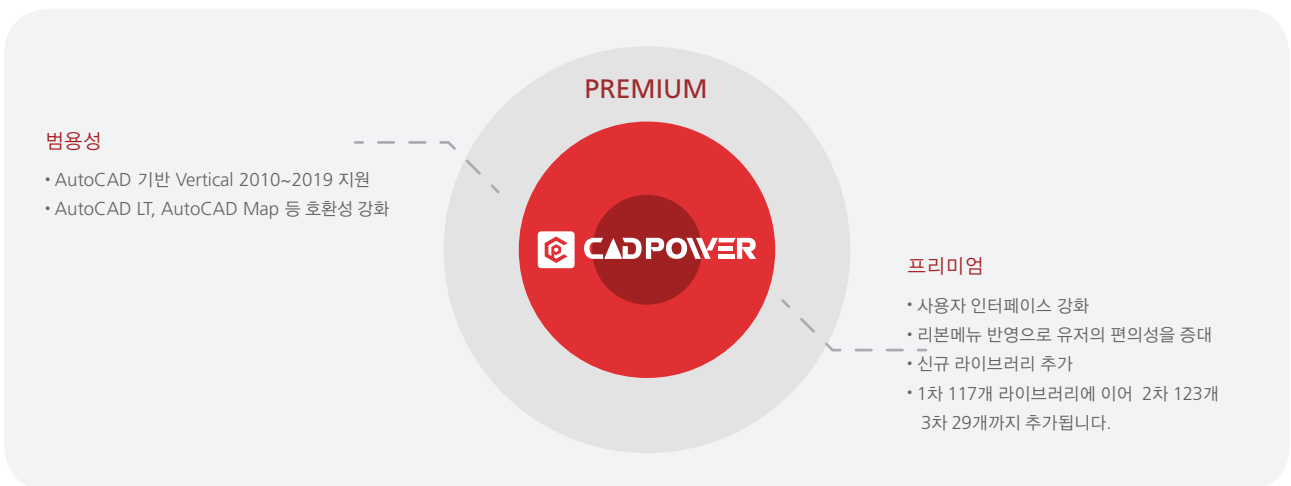 PREMIUM
범용성
• AutoCAD 기반 Vertical 2010~2019 지원
• AutoCAD LT, AutoCAD Map 등 호환성 강화
CADPOWER
프리미엄
• 사용자 인터페이스 강화
• 리본메뉴 반영으로 유저의 편의성을 증대
• 신규 라이브러리 추가
• 1차 117개 라이브러리에 이어 2차 123개
3차 29개까지 추가됩니다.